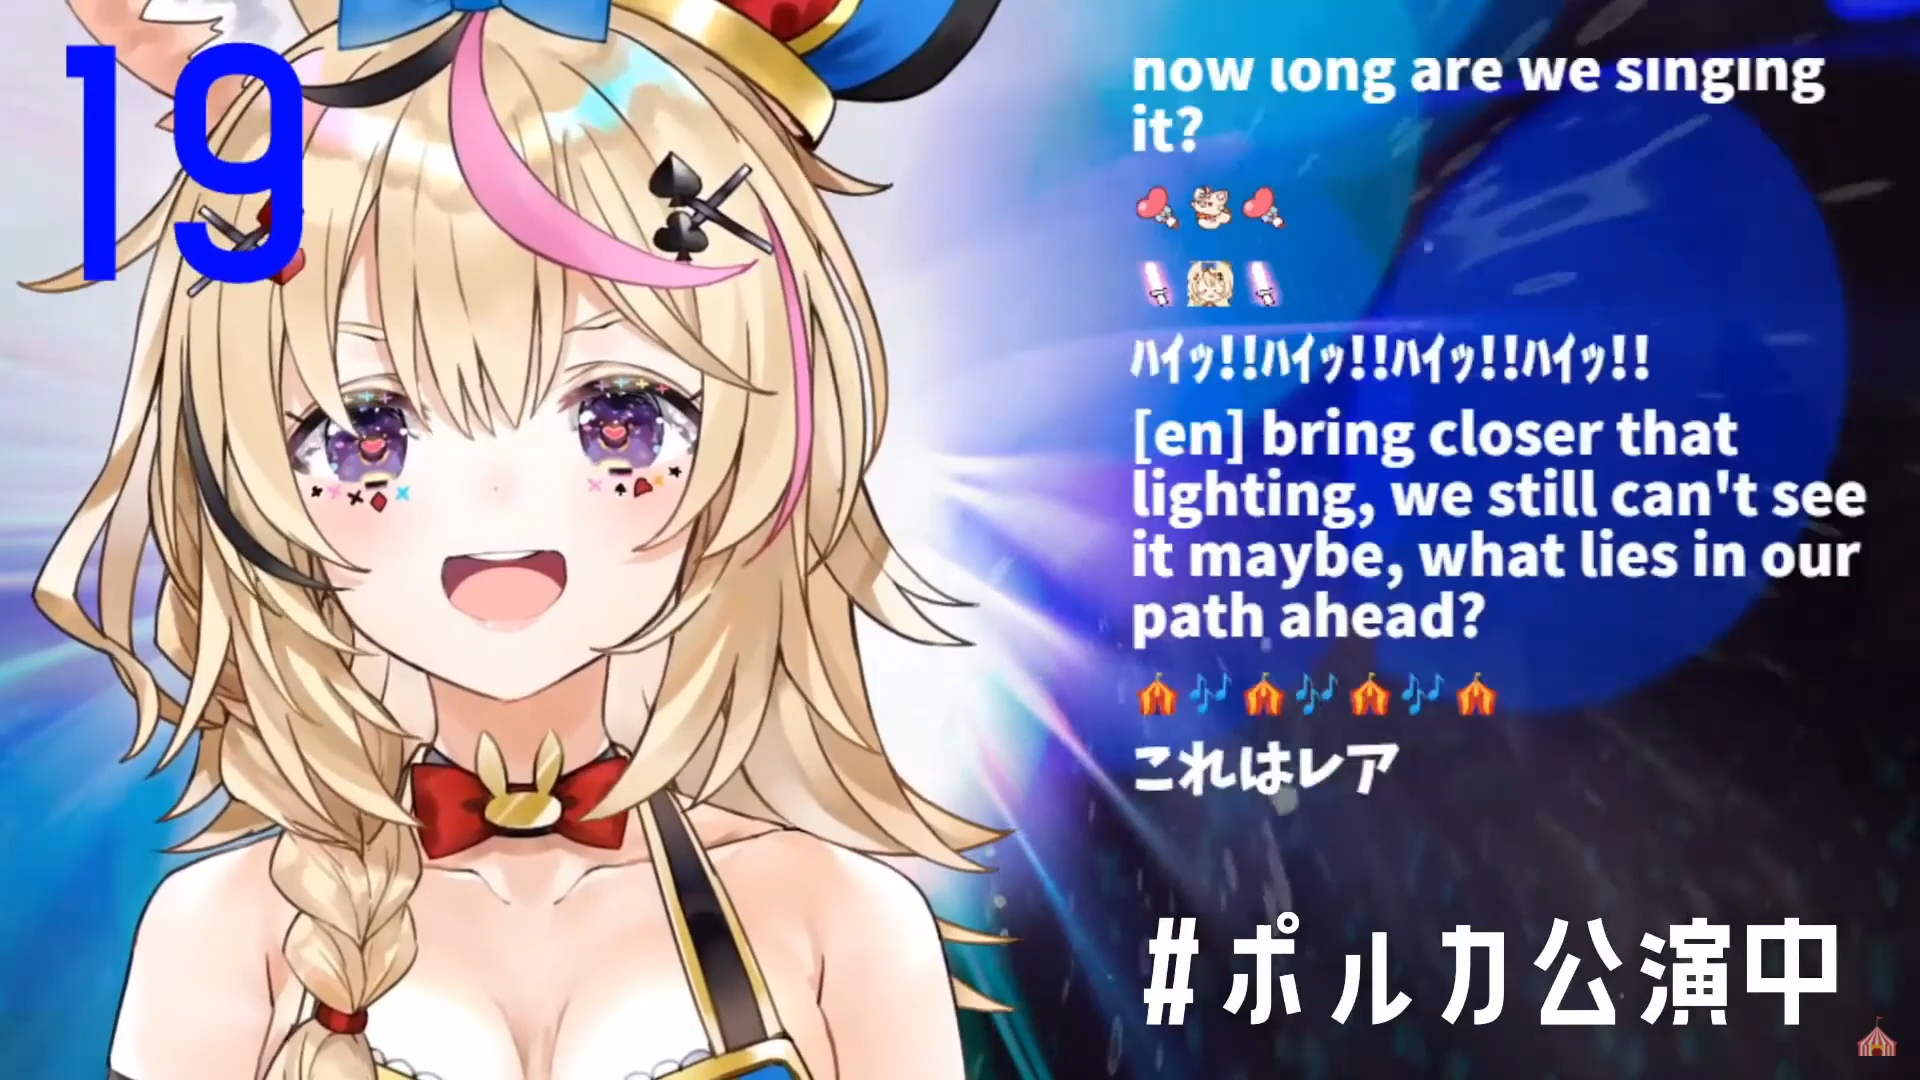 19
now long are we singing
it?
ﾊｲｯ!!ﾊｲｯ!!ﾊｲｯ!!ﾊｲｯ!!
[en] bring closer that
lighting, we still can't see
it maybe, what lies in our
path ahead?
これはレア
#ポルカ公演中